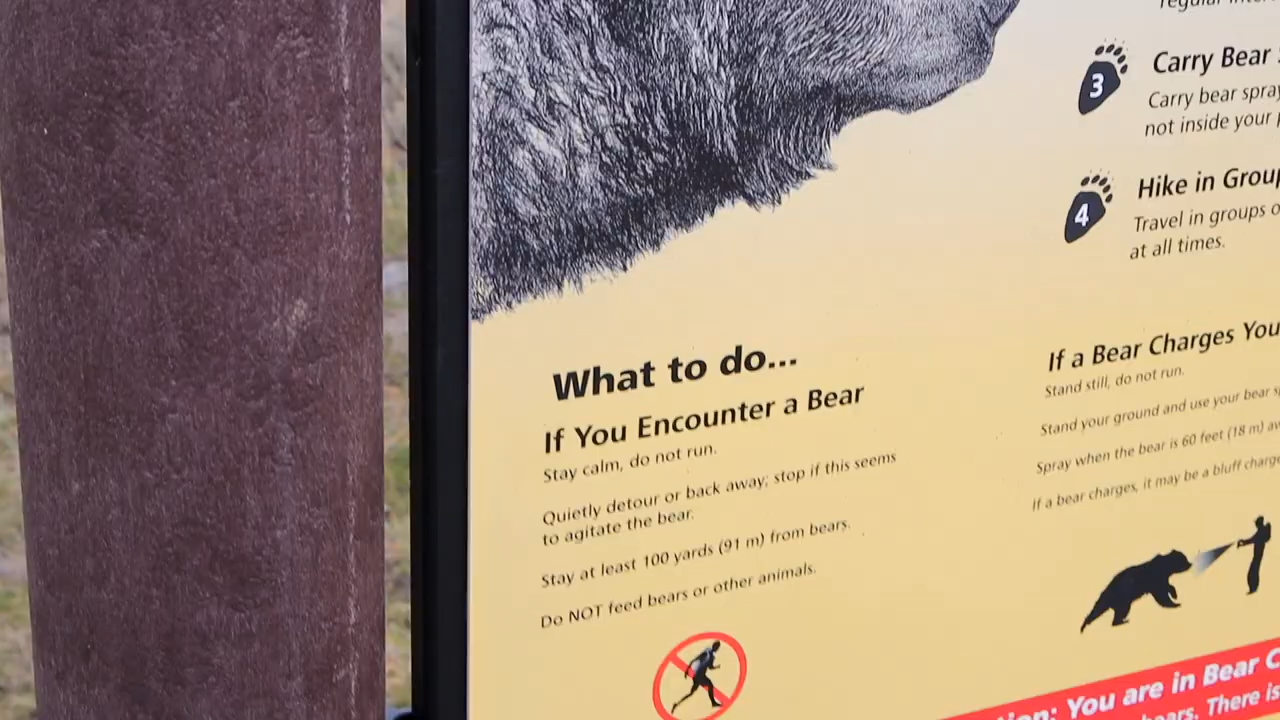 What to do...
If You Encounter a Bear
Stay calm, do not run.
Quietly detour or back away; stop if this seems
to agitate the bear.
Stay at least 100 yards (91 m) from bears.
Do NOT feed bears or other animals.
regular
3
Carry Bear
Carry bear spray
not inside your
4
Hike in Group
Travel in groups
at all times.
If a Bear Charges You
Stand still, do not run.
Stand your ground and use your bear
Spray when the bear is 60 feet (18 m)
If a bear charges, it may be a bluff charge
You are in Bear
bears. There is